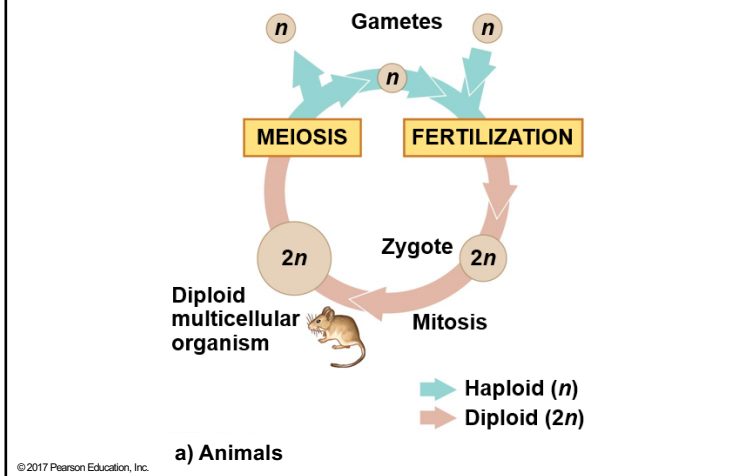 Gametes
n
n
n
MEIOSIS
FERTILIZATION
Zygote
2n
2n
Diploid
multicellular
organism
Mitosis
Haploid (n)
Diploid (2n)
a) Animals
© 2017 Pearson Education, Inc.